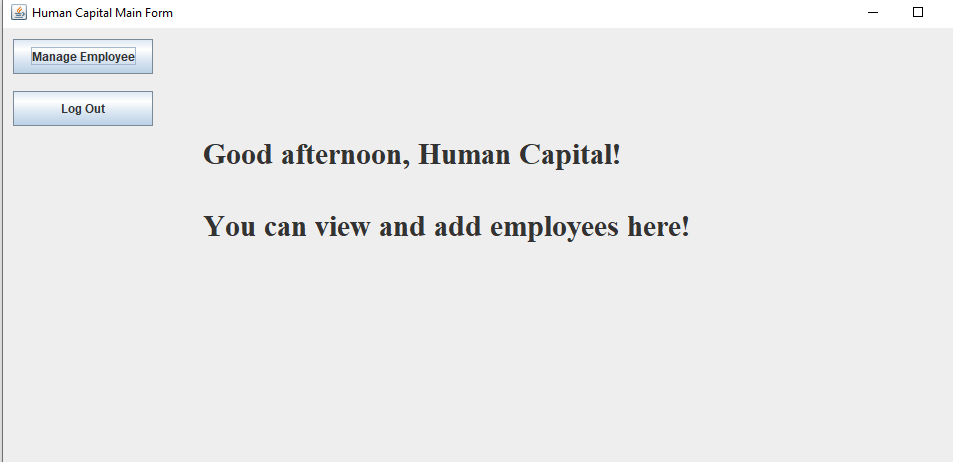 Human Capital Main Form
Manage Employee
Log Out
Good afternoon, Human Capital!
You can view and add employees here!